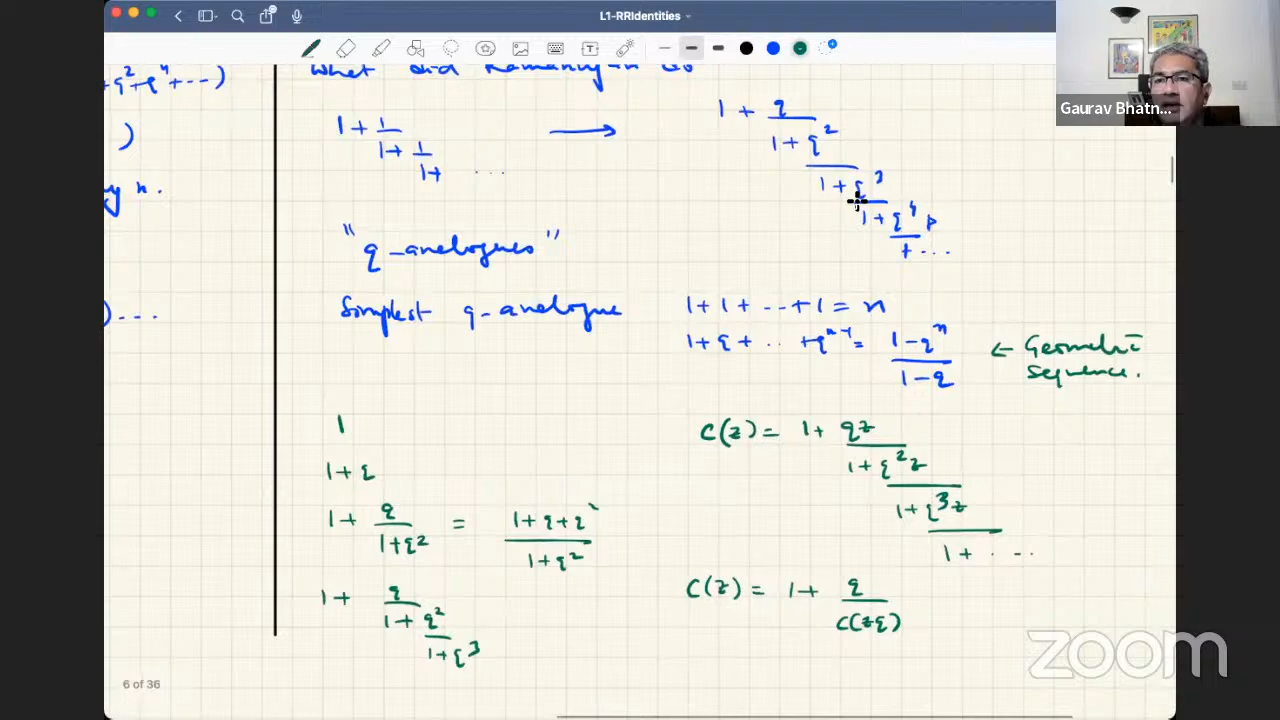 L1-RRIdentities
Gaurav Bhatn...
+q²+q⁴+···)
)
ny n.
)...
What did Ramanujan do
1 + 1/(1 + 1/(1 + ···
⟶
1 + q/(1 + q²/(1 + q³/(1 + q⁴/(+ ···
"q-analogues"
Simplest q-analogue
1 + 1 + ··· + 1 = n
1 + q + ·· + qⁿ⁻¹ = (1 - qⁿ)/(1 - q)
← Geometric
sequence.
1
1 + q
1 + q/(1 + q²) = (1 + q + q²)/(1 + q²)
1 + q/(1 + q²/(1 + q³
C(z) = 1 + qz/(1 + q²z/(1 + q³z/(1 + · ··
C(z) = 1 + q/C(zq)
6 of 36
zoom